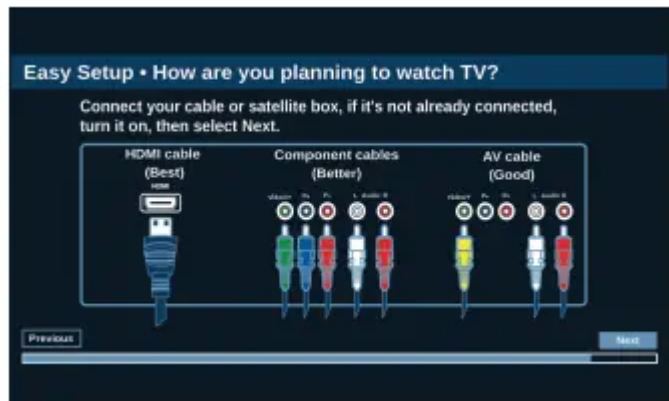 Easy Setup • How are you planning to watch TV?
Connect your cable or satellite box, if it's not already connected,
turn it on, then select Next.
HDMI cable
(Best)
HDMI
Component cables
(Better)
L Audio R
AV cable
(Good)
L Audio R
Previous
Next